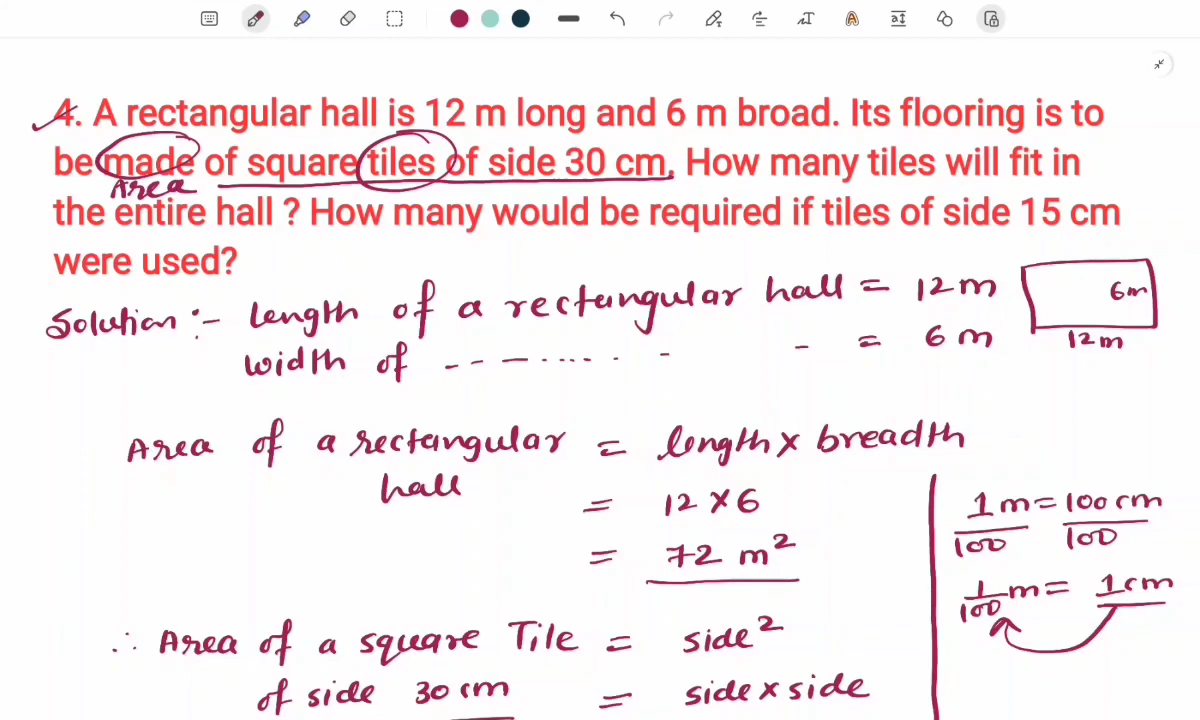 4. A rectangular hall is 12 m long and 6 m broad. Its flooring is to
be made of square tiles of side 30 cm. How many tiles will fit in
Area
the entire hall ? How many would be required if tiles of side 15 cm
were used?
Solution :- length of a rectangular hall = 12 m
6m
width of -------- = 6 m
12m
Area of a rectangular hall = length x breadth
= 12 x 6
= 72 m²
1 m = 100 cm
100 100
1/100 m = 1 cm
∴ Area of a square Tile = side²
of side 30 cm = side x side